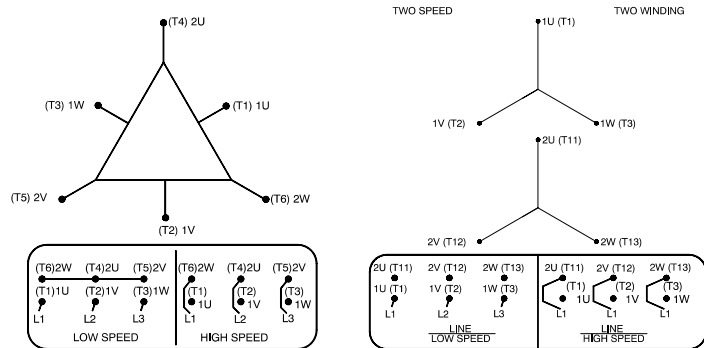 (T4) 2U
(T3) 1W
(T1) 1U
(T5) 2V
(T6) 2W
(T2) 1V
(T6)2W (T4)2U (T5)2V
(T1)1U (T2)1V (T3)1W
L1 L2 L3
LOW SPEED
(T6)2W (T4)2U (T5)2V
(T1) (T2) (T3)
1U 1V 1W
L1 L2 L3
HIGH SPEED
TWO SPEED
TWO WINDING
1U (T1)
1V (T2)
1W (T3)
2U (T11)
2V (T12)
2W (T13)
2U (T11) 2V (T12) 2W (T13)
1U (T1) 1V (T2) 1W (T3)
L1 L2 L3
LINE
LOW SPEED
2U (T11) 2V (T12) 2W (T13)
(T1) (T2) (T3)
1U 1V 1W
L1 L1 L1
LINE
HIGH SPEED